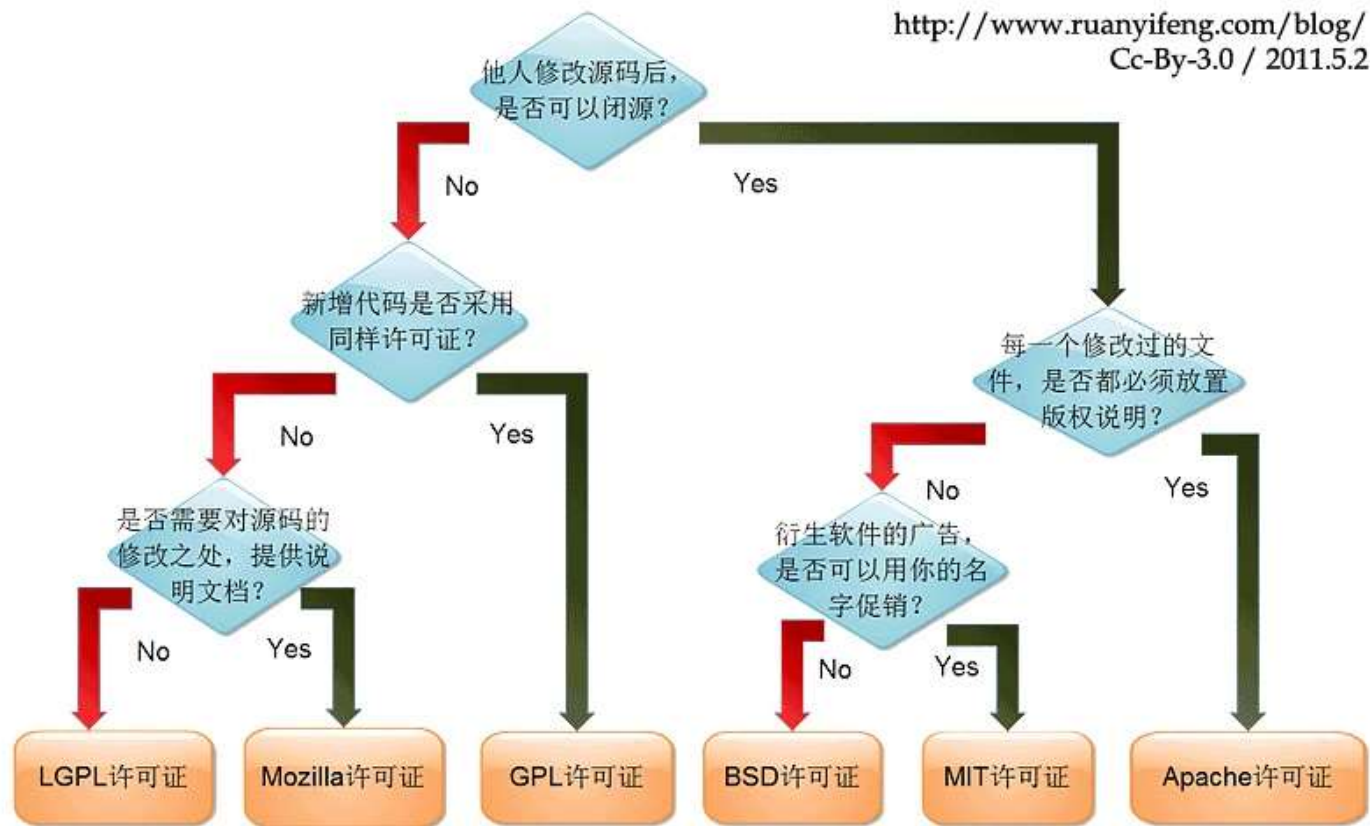 http://www.ruanyifeng.com/blog/
Cc-By-3.0 / 2011.5.2
他人修改源码后，
是否可以闭源？
No
Yes
新增代码是否采用
同样许可证？
每一个修改过的文
件，是否都必须放置
版权说明？
No
Yes
No
Yes
是否需要对源码的
修改之处，提供说
明文档？
衍生软件的广告，
是否可以用你的名
字促销？
No
Yes
No
Yes
LGPL许可证
Mozilla许可证
GPL许可证
BSD许可证
MIT许可证
Apache许可证